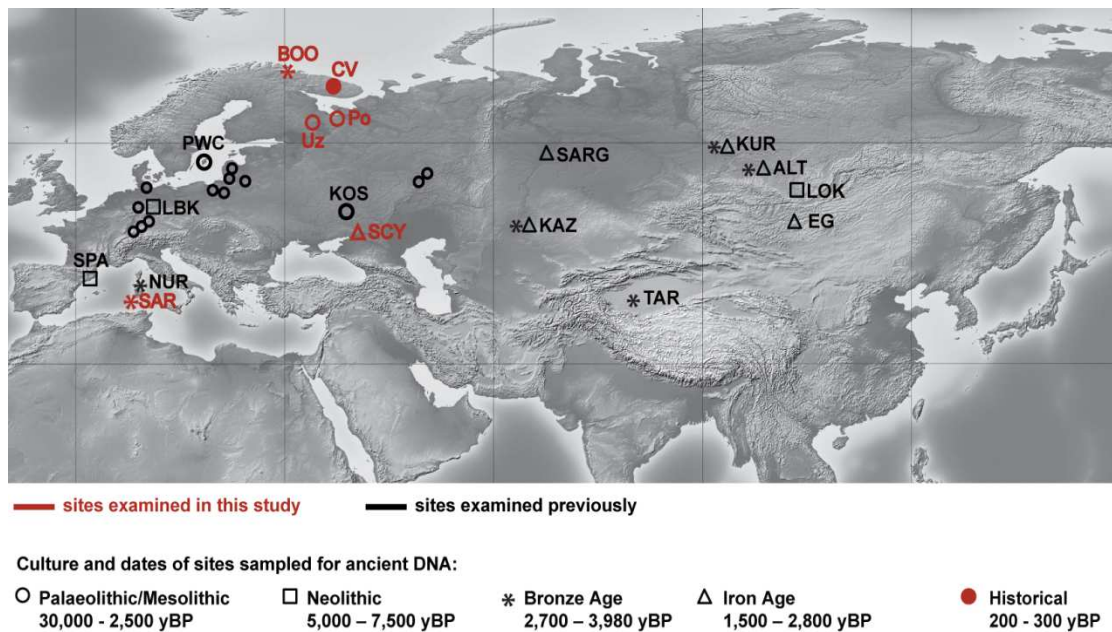 BOO
CV
Po
Uz
PWC
KUR
SARG
ALT
LOK
LBK
KOS
EG
SCY
KAZ
SPA
NUR
SAR
TAR
sites examined in this study
sites examined previously
Culture and dates of sites sampled for ancient DNA:
Palaeolithic/Mesolithic
30,000 - 2,500 yBP
Neolithic
5,000 – 7,500 yBP
Bronze Age
2,700 – 3,980 yBP
Iron Age
1,500 – 2,800 yBP
Historical
200 - 300 yBP